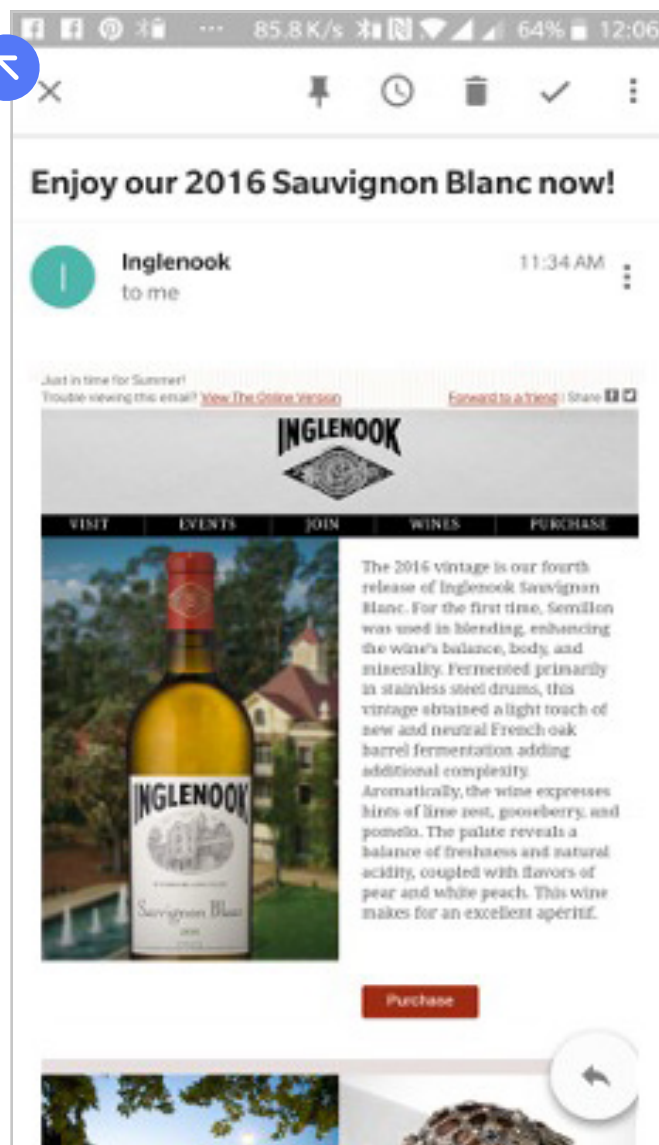 85.8 K/s 64% 12:06
Enjoy our 2016 Sauvignon Blanc now!
I
Inglenook
11:34 AM
to me
Just in time for Summer!
Trouble viewing this email? View The Online Version
Forward to a friend | Share
INGLENOOK
VISIT EVENTS JOIN WINES PURCHASE
The 2016 vintage is our fourth
release of Inglenook Sauvignon
Blanc. For the first time, Semillon
was used in blending, enhancing
the wine's balance, body, and
minerality. Fermented primarily
in stainless steel drums, this
vintage obtained a light touch of
new and neutral French oak
barrel fermentation adding
additional complexity.
Aromatically, the wine expresses
hints of lime zest, gooseberry, and
pomelo. The palate reveals a
balance of freshness and natural
acidity, coupled with flavors of
pear and white peach. This wine
makes for an excellent apéritif.
INGLENOOK
Sauvignon Blanc
Purchase